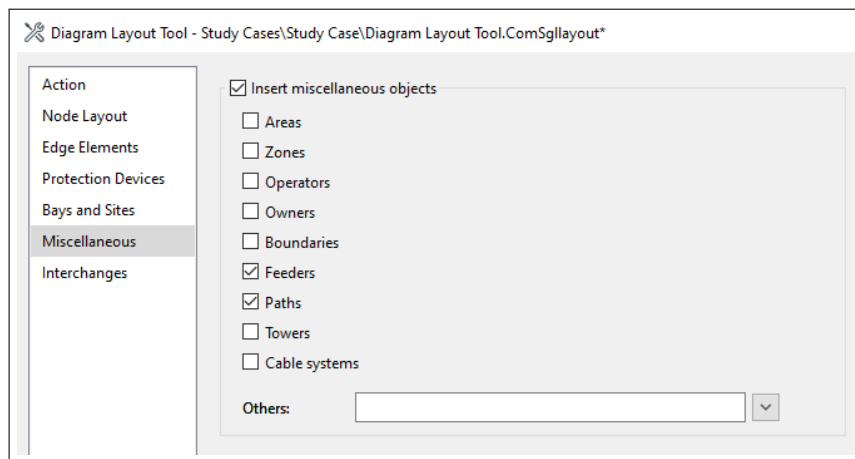 Diagram Layout Tool - Study Cases\Study Case\Diagram Layout Tool.ComSgllayout*
Action
Node Layout
Edge Elements
Protection Devices
Bays and Sites
Miscellaneous
Interchanges
Insert miscellaneous objects
Areas
Zones
Operators
Owners
Boundaries
Feeders
Paths
Towers
Cable systems
Others: